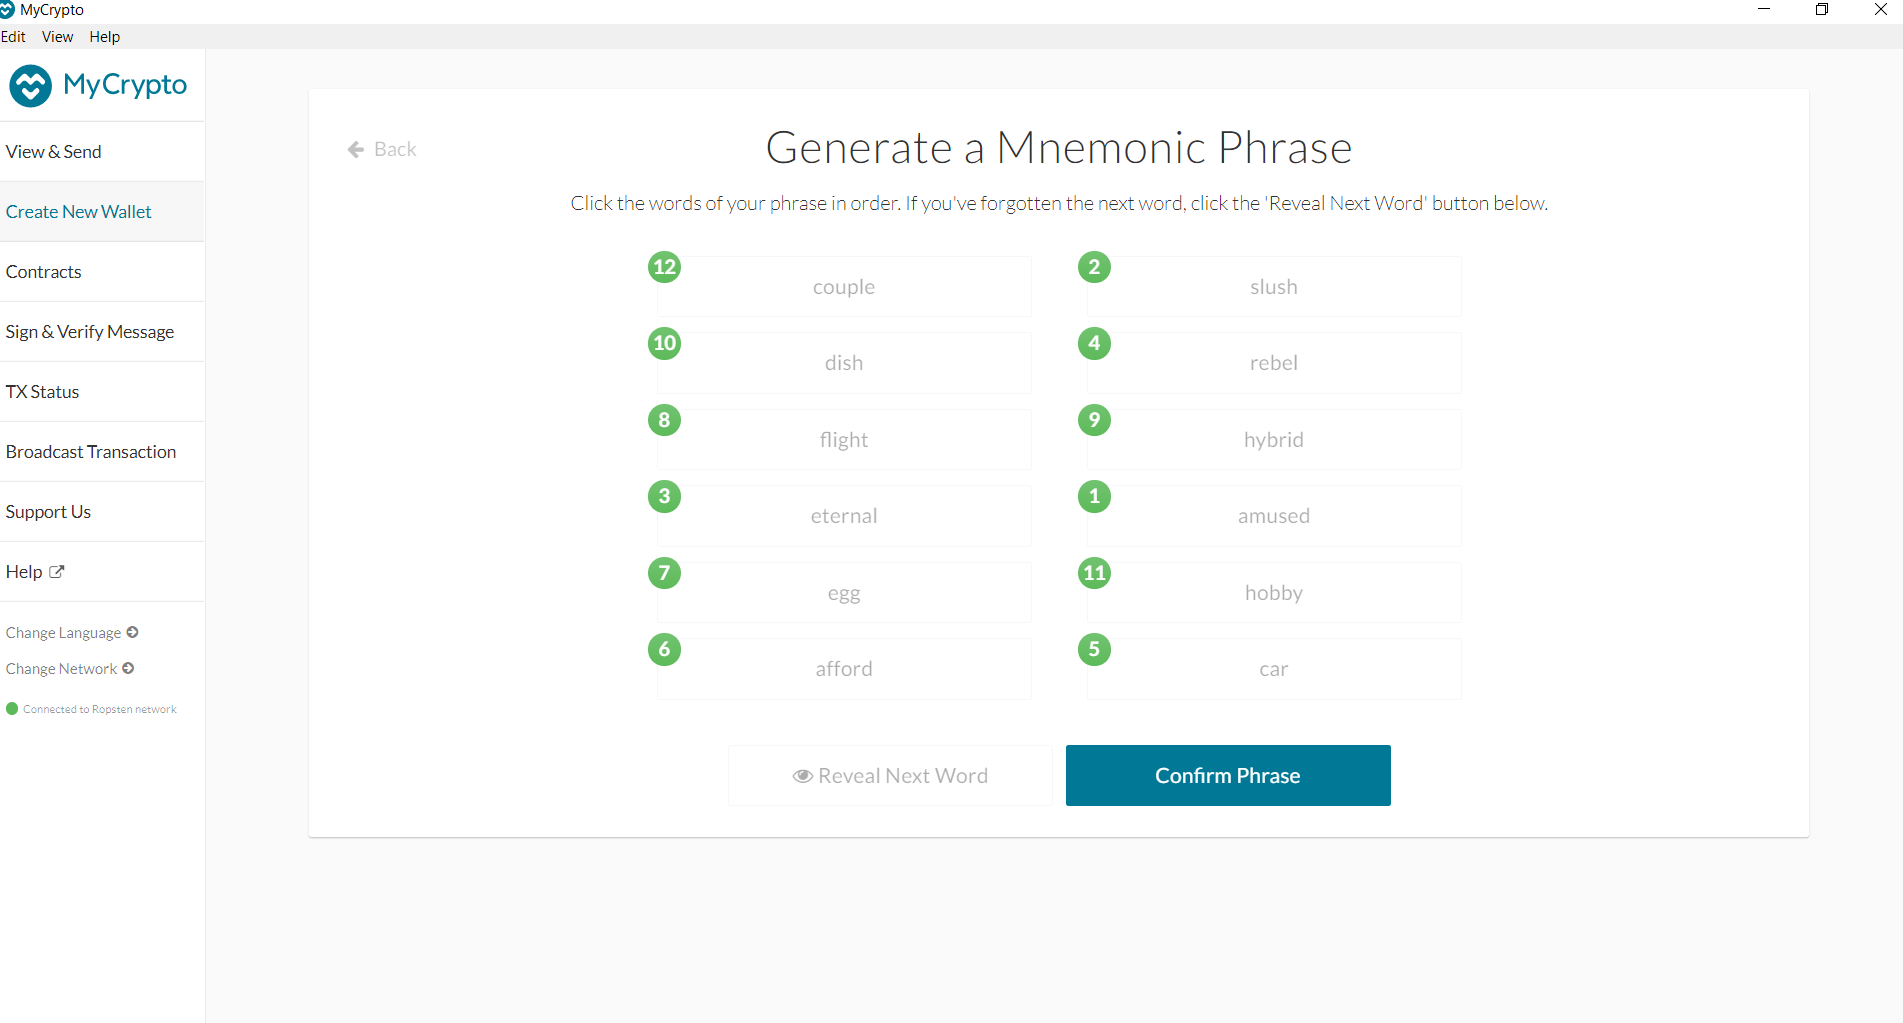 MyCrypto
Edit View Help
MyCrypto
View & Send
Create New Wallet
Contracts
Sign & Verify Message
TX Status
Broadcast Transaction
Support Us
Help
Change Language
Change Network
Connected to Ropsten network
Back
Generate a Mnemonic Phrase
Click the words of your phrase in order. If you've forgotten the next word, click the 'Reveal Next Word' button below.
12 couple 2 slush
10 dish 4 rebel
8 flight 9 hybrid
3 eternal 1 amused
7 egg 11 hobby
6 afford 5 car
Reveal Next Word Confirm Phrase